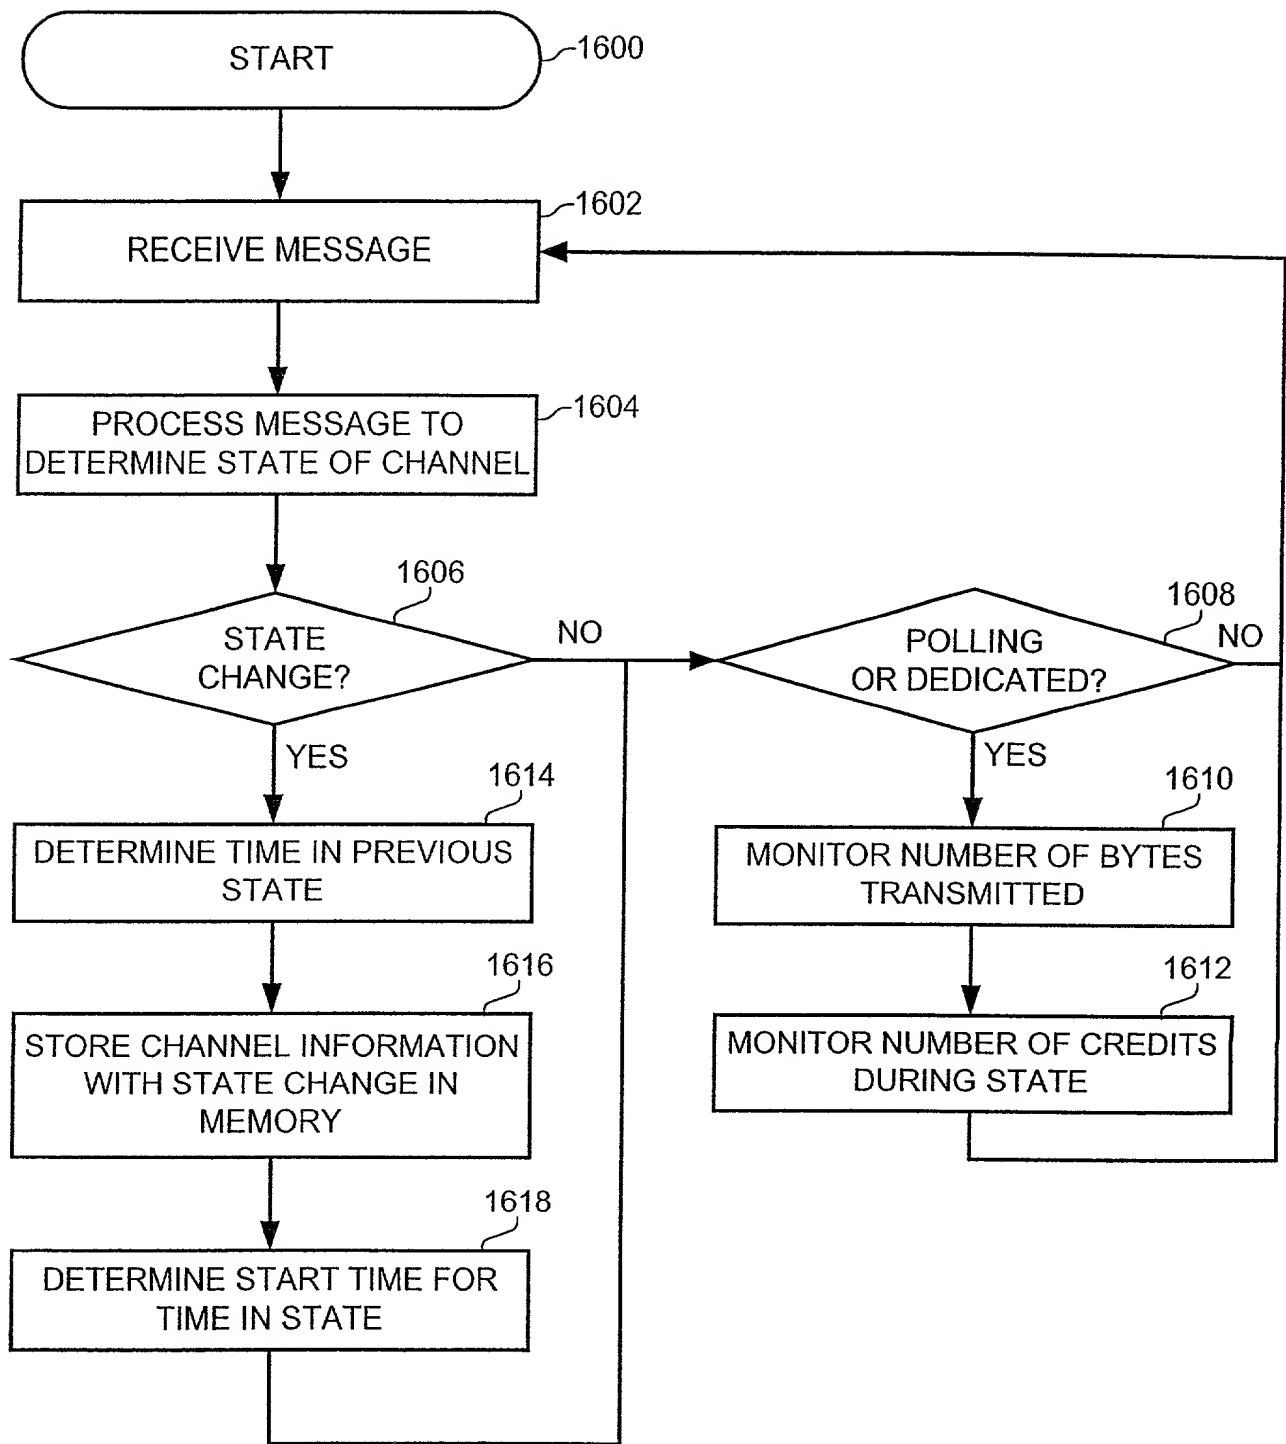 START
1600
1602
RECEIVE MESSAGE
1604
PROCESS MESSAGE TO
DETERMINE STATE OF CHANNEL
1606
STATE
CHANGE?
NO
YES
1608
POLLING
OR DEDICATED?
NO
YES
1614
DETERMINE TIME IN PREVIOUS
STATE
1610
MONITOR NUMBER OF BYTES
TRANSMITTED
1616
STORE CHANNEL INFORMATION
WITH STATE CHANGE IN
MEMORY
1612
MONITOR NUMBER OF CREDITS
DURING STATE
1618
DETERMINE START TIME FOR
TIME IN STATE